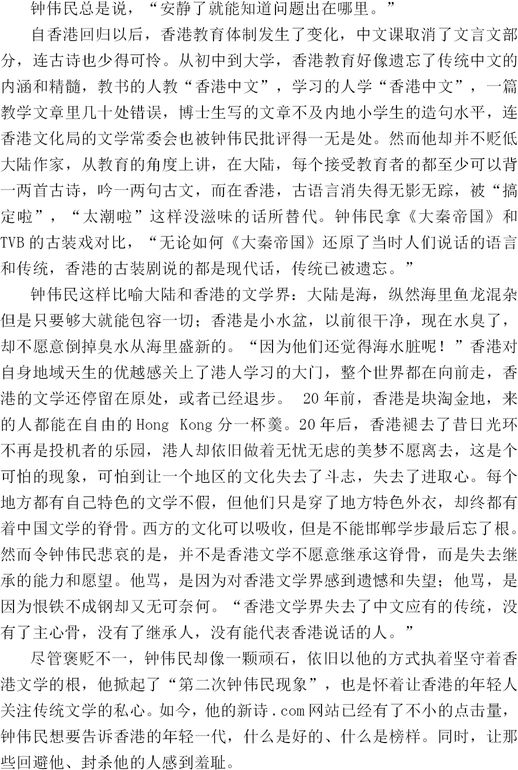 钟伟民总是说，“安静了就能知道问题出在哪里。”
自香港回归以后，香港教育体制发生了变化，中文课取消了文言文部
分，连古诗也少得可怜。从初中到大学，香港教育好像遗忘了传统中文的
内涵和精髓，教书的人教“香港中文”，学习的人学“香港中文”，一篇
教学文章里几十处错误，博士生写的文章不及内地小学生的造句水平，连
香港文化局的文学常委会也被钟伟民批评得一无是处。然而他却并不贬低
大陆作家，从教育的角度上讲，在大陆，每个接受教育者的都至少可以背
一两首古诗，吟一两句古文，而在香港，古语言消失得无影无踪，被“搞
定啦”，“太潮啦”这样没滋味的话所替代。钟伟民拿《大秦帝国》和
TVB 的古装戏对比，“无论如何《大秦帝国》还原了当时人们说话的语言
和传统，香港的古装剧说的都是现代话，传统已被遗忘。”
钟伟民这样比喻大陆和香港的文学界：大陆是海，纵然海里鱼龙混杂
但是只要够大就能包容一切；香港是小水盆，以前很干净，现在水臭了，
却不愿意倒掉臭水从海里盛新的。“因为他们还觉得海水脏呢！”香港对
自身地域天生的优越感关上了港人学习的大门，整个世界都在向前走，香
港的文学还停留在原处，或者已经退步。 20 年前，香港是块淘金地，来
的人都能在自由的 Hong Kong 分一杯羹。20 年后，香港褪去了昔日光环
不再是投机者的乐园，港人却依旧做着无忧无虑的美梦不愿离去，这是个
可怕的现象，可怕到让一个地区的文化失去了斗志，失去了进取心。每个
地方都有自己特色的文学不假，但他们只是穿了地方特色外衣，却终都有
着中国文学的脊骨。西方的文化可以吸收，但是不能邯郸学步最后忘了根。
然而令钟伟民悲哀的是，并不是香港文学不愿意继承这脊骨，而是失去继
承的能力和愿望。他骂，是因为对香港文学界感到遗憾和失望；他骂，是
因为恨铁不成钢却又无可奈何。“香港文学界失去了中文应有的传统，没
有了主心骨，没有了继承人，没有能代表香港说话的人。”
尽管褒贬不一，钟伟民却像一颗顽石，依旧以他的方式执着坚守着香
港文学的根，他掀起了“第二次钟伟民现象”，也是怀着让香港的年轻人
关注传统文学的私心。如今，他的新诗.com 网站已经有了不小的点击量，
钟伟民想要告诉香港的年轻一代，什么是好的、什么是榜样。同时，让那
些回避他、封杀他的人感到羞耻。